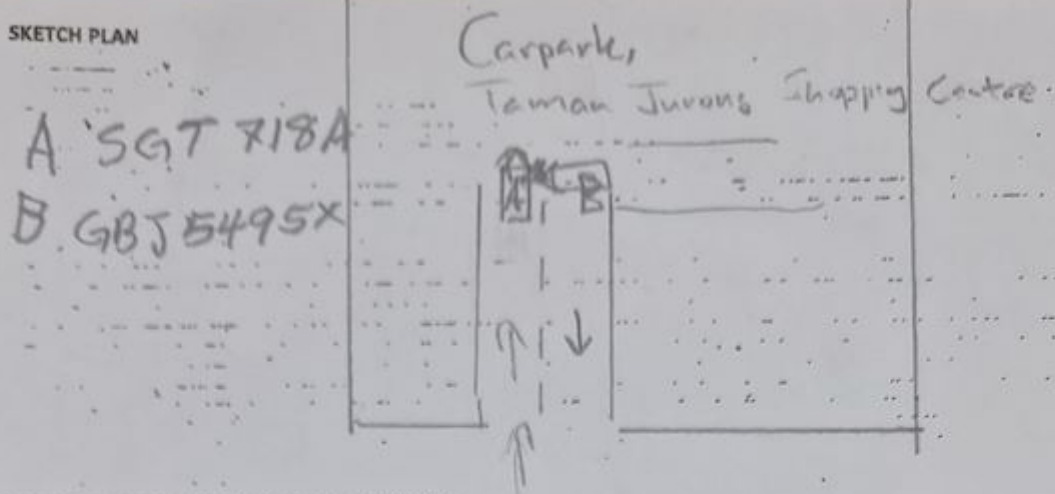 SKETCH PLAN
Carpark,
Taman Jurong Shopping Centre.
A SGT 718A
B GBJ 5495X
A
B